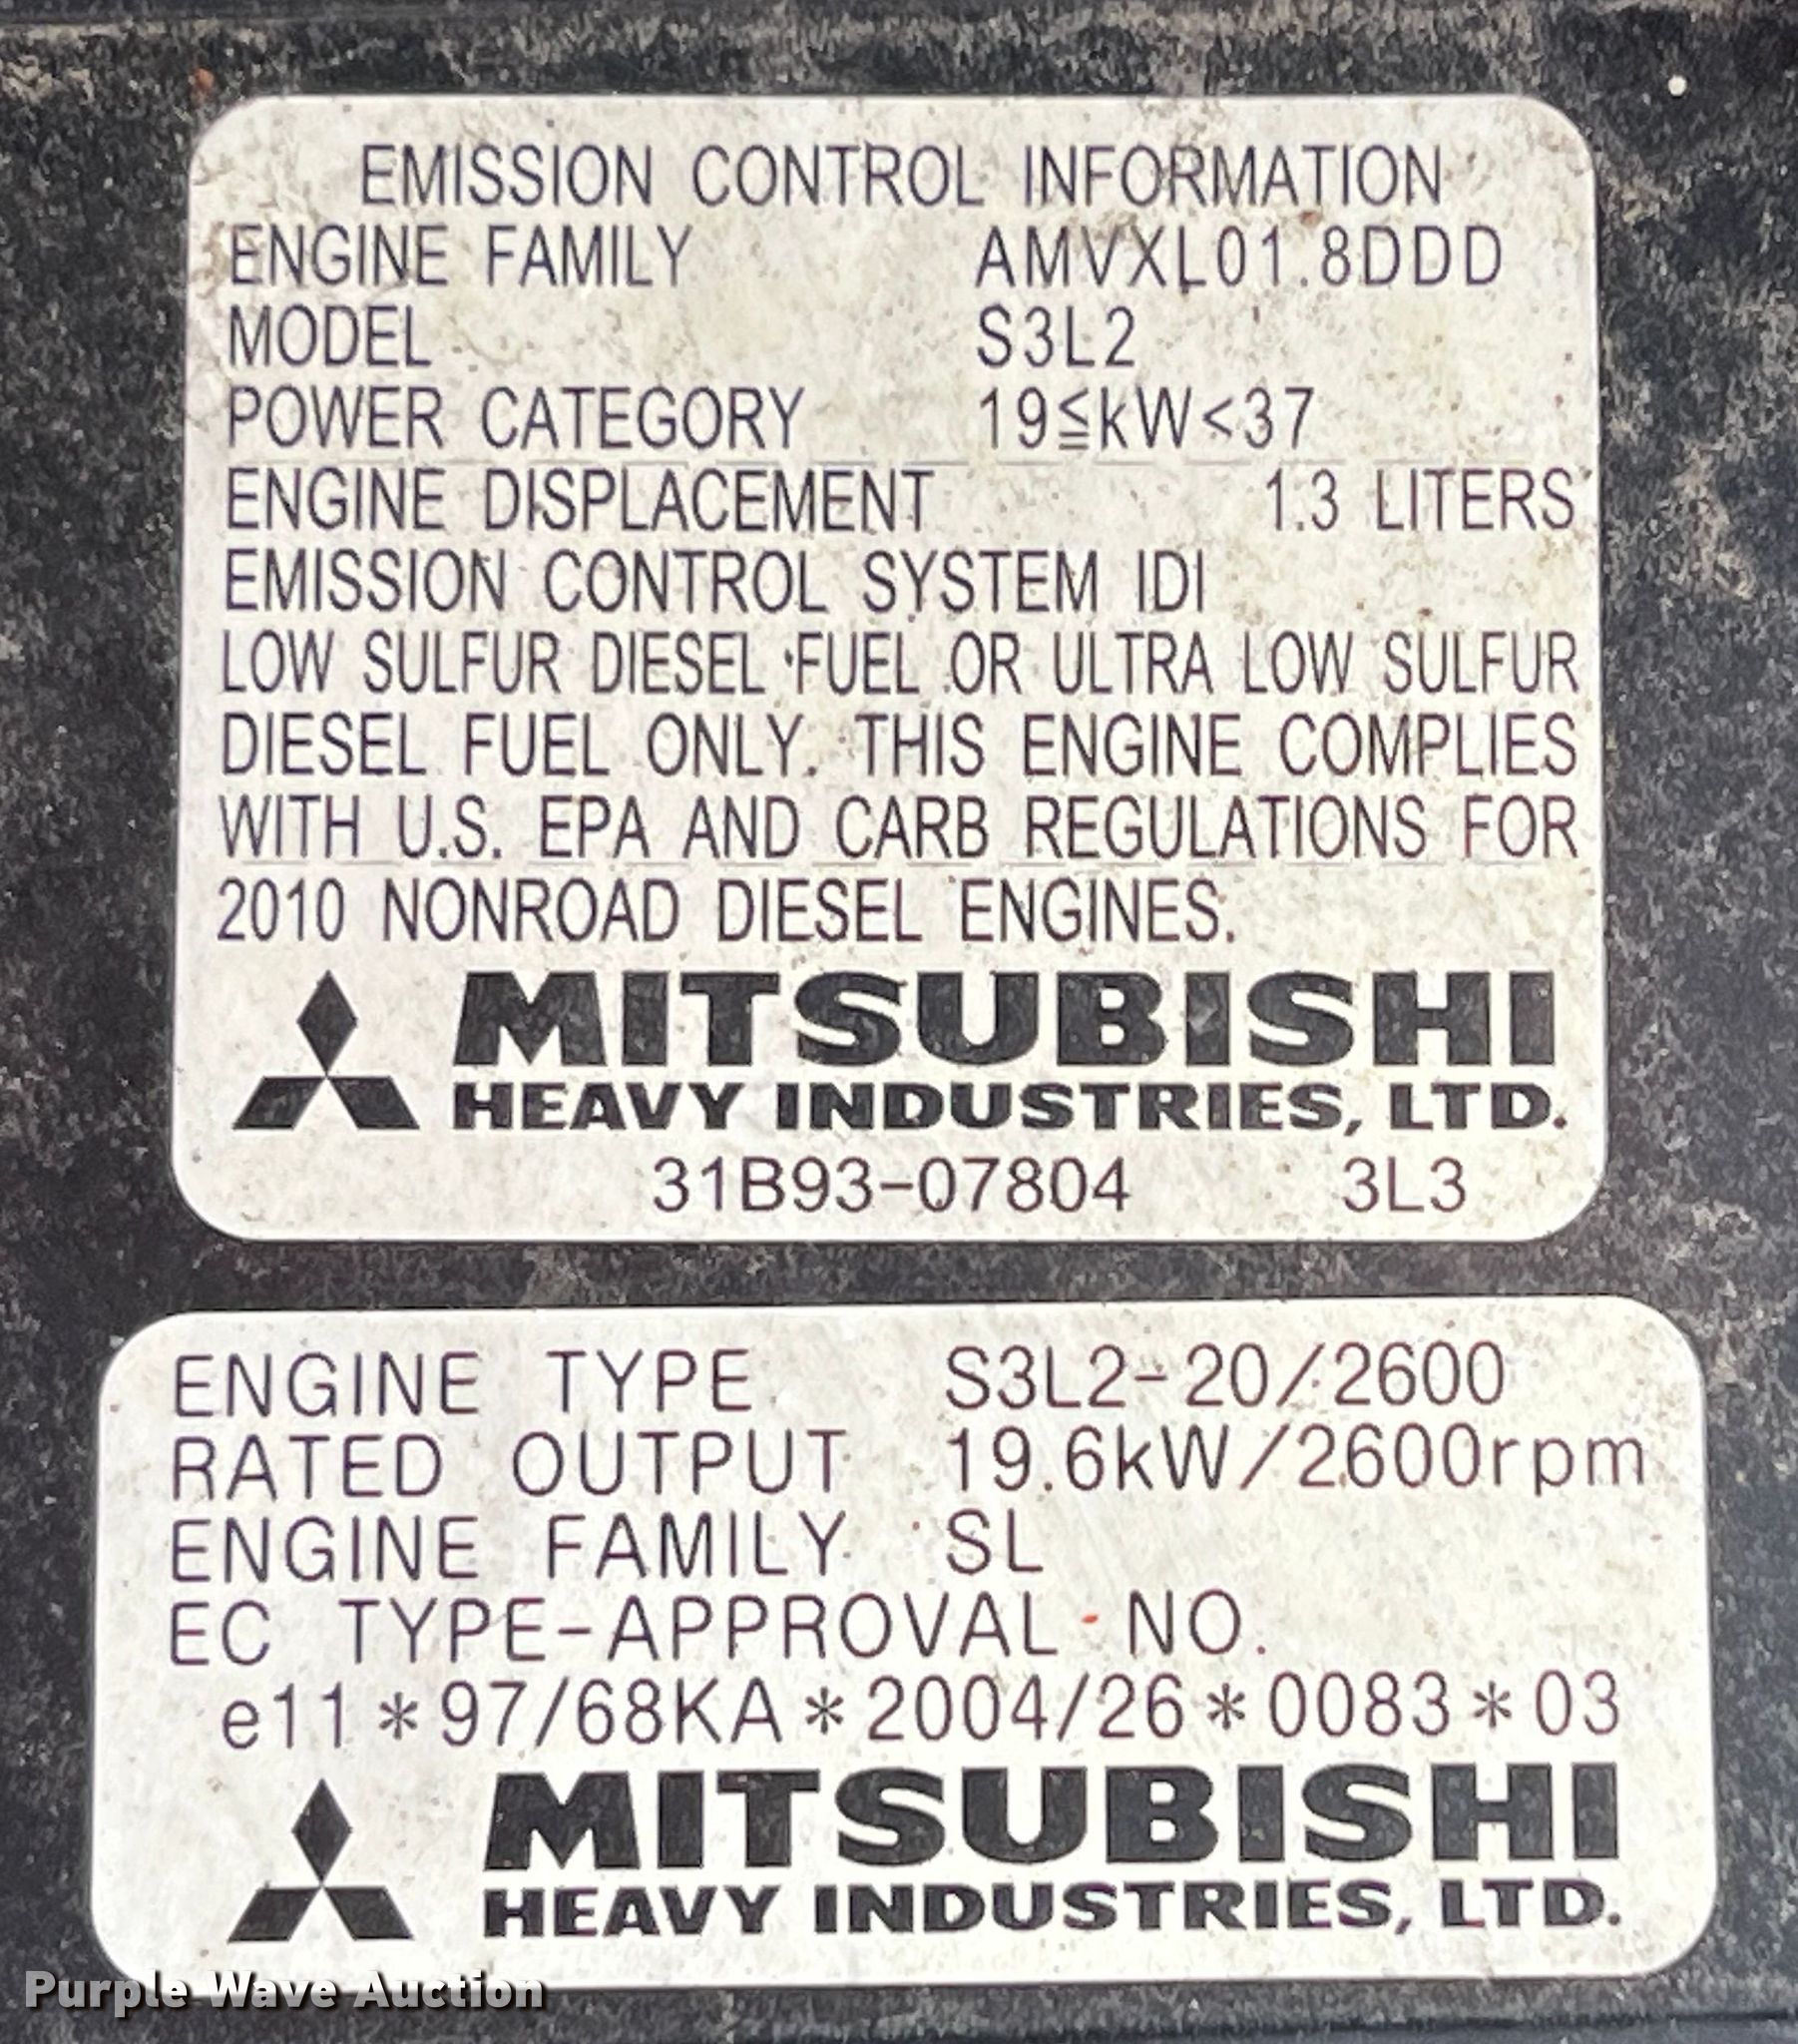 EMISSION CONTROL INFORMATION
ENGINE FAMILY AMVXL01.8DDD
MODEL S3L2
POWER CATEGORY 19≦kW<37
ENGINE DISPLACEMENT 1.3 LITERS
EMISSION CONTROL SYSTEM IDI
LOW SULFUR DIESEL FUEL OR ULTRA LOW SULFUR
DIESEL FUEL ONLY. THIS ENGINE COMPLIES
WITH U.S. EPA AND CARB REGULATIONS FOR
2010 NONROAD DIESEL ENGINES.
MITSUBISHI
HEAVY INDUSTRIES, LTD.
31B93-07804 3L3
ENGINE TYPE S3L2-20/2600
RATED OUTPUT 19.6kW/2600rpm
ENGINE FAMILY SL
EC TYPE-APPROVAL NO.
e11*97/68KA*2004/26*0083*03
MITSUBISHI
HEAVY INDUSTRIES, LTD.
Purple Wave Auction